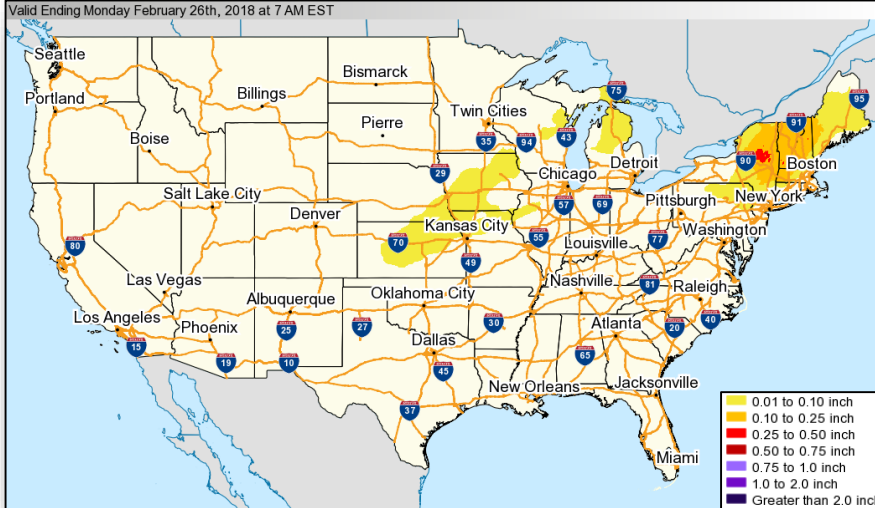 Valid Ending Monday February 26th, 2018 at 7 AM EST
Seattle
Portland
Billings
Bismarck
Boise
Pierre
Twin Cities
75
95
91
35
94
43
90
Boston
29
Chicago
Detroit
Salt Lake City
57
69
Pittsburgh
New York
Denver
Kansas City
Washington
80
70
55
Louisville
77
49
Las Vegas
Nashville
81
Raleigh
Albuquerque
Oklahoma City
Los Angeles
Phoenix
25
27
30
Atlanta
20
40
15
19
10
Dallas
65
45
New Orleans
Jacksonville
37
Miami
0.01 to 0.10 inch
0.10 to 0.25 inch
0.25 to 0.50 inch
0.50 to 0.75 inch
0.75 to 1.0 inch
1.0 to 2.0 inch
Greater than 2.0 incl